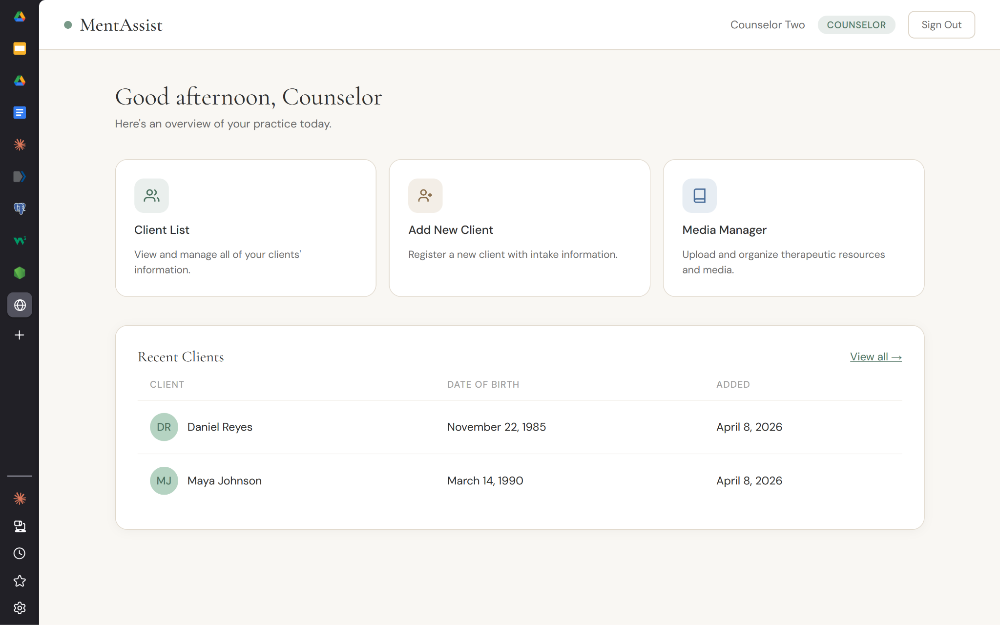 MentAssist
Counselor Two
COUNSELOR
Sign Out
Good afternoon, Counselor
Here's an overview of your practice today.
Client List
View and manage all of your clients'
information.
Add New Client
Register a new client with intake information.
Media Manager
Upload and organize therapeutic resources
and media.
Recent Clients
View all →
CLIENT
DATE OF BIRTH
ADDED
DR
Daniel Reyes
November 22, 1985
April 8, 2026
MJ
Maya Johnson
March 14, 1990
April 8, 2026
W3